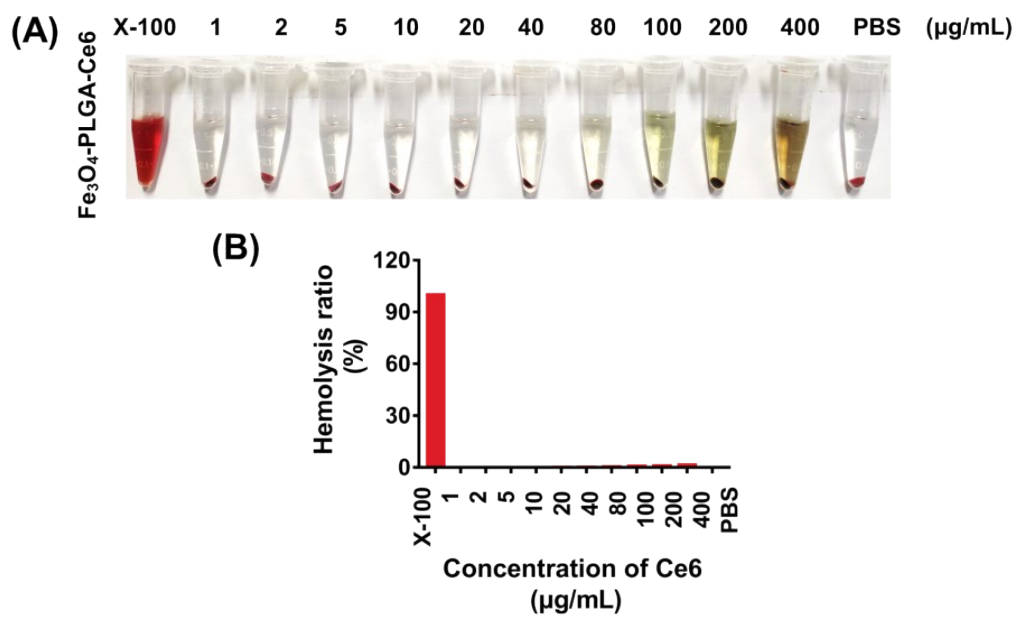 (A) X-100 1 2 5 10 20 40 80 100 200 400 PBS (µg/mL)
Fe₃O₄-PLGA-Ce6
(B)
Hemolysis ratio
(%)
120
90
60
30
0
X-100 1 2 5 10 20 40 80 100 200 400 PBS
Concentration of Ce6
(µg/mL)